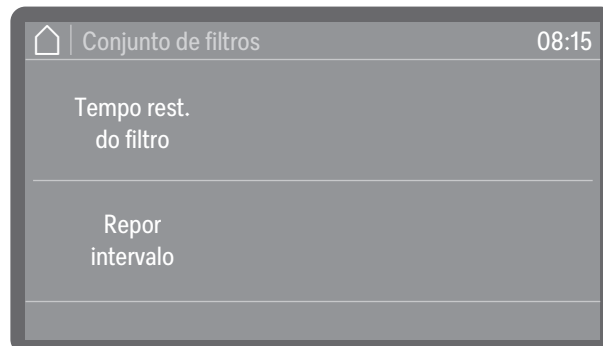 Conjunto de filtros 08:15
Tempo rest.
do filtro
Repor
intervalo